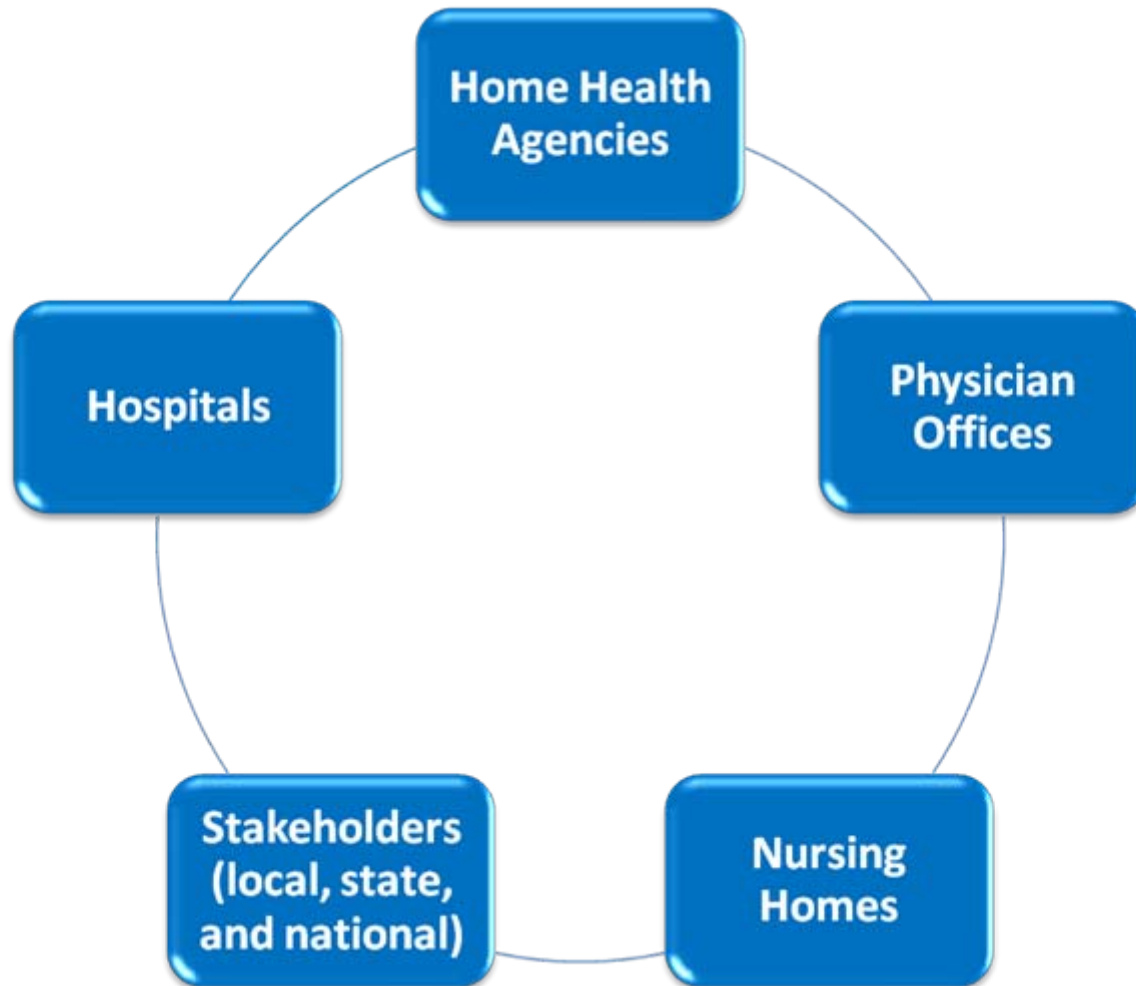 Home Health
Agencies
Hospitals
Physician
Offices
Stakeholders
(local, state,
and national)
Nursing
Homes